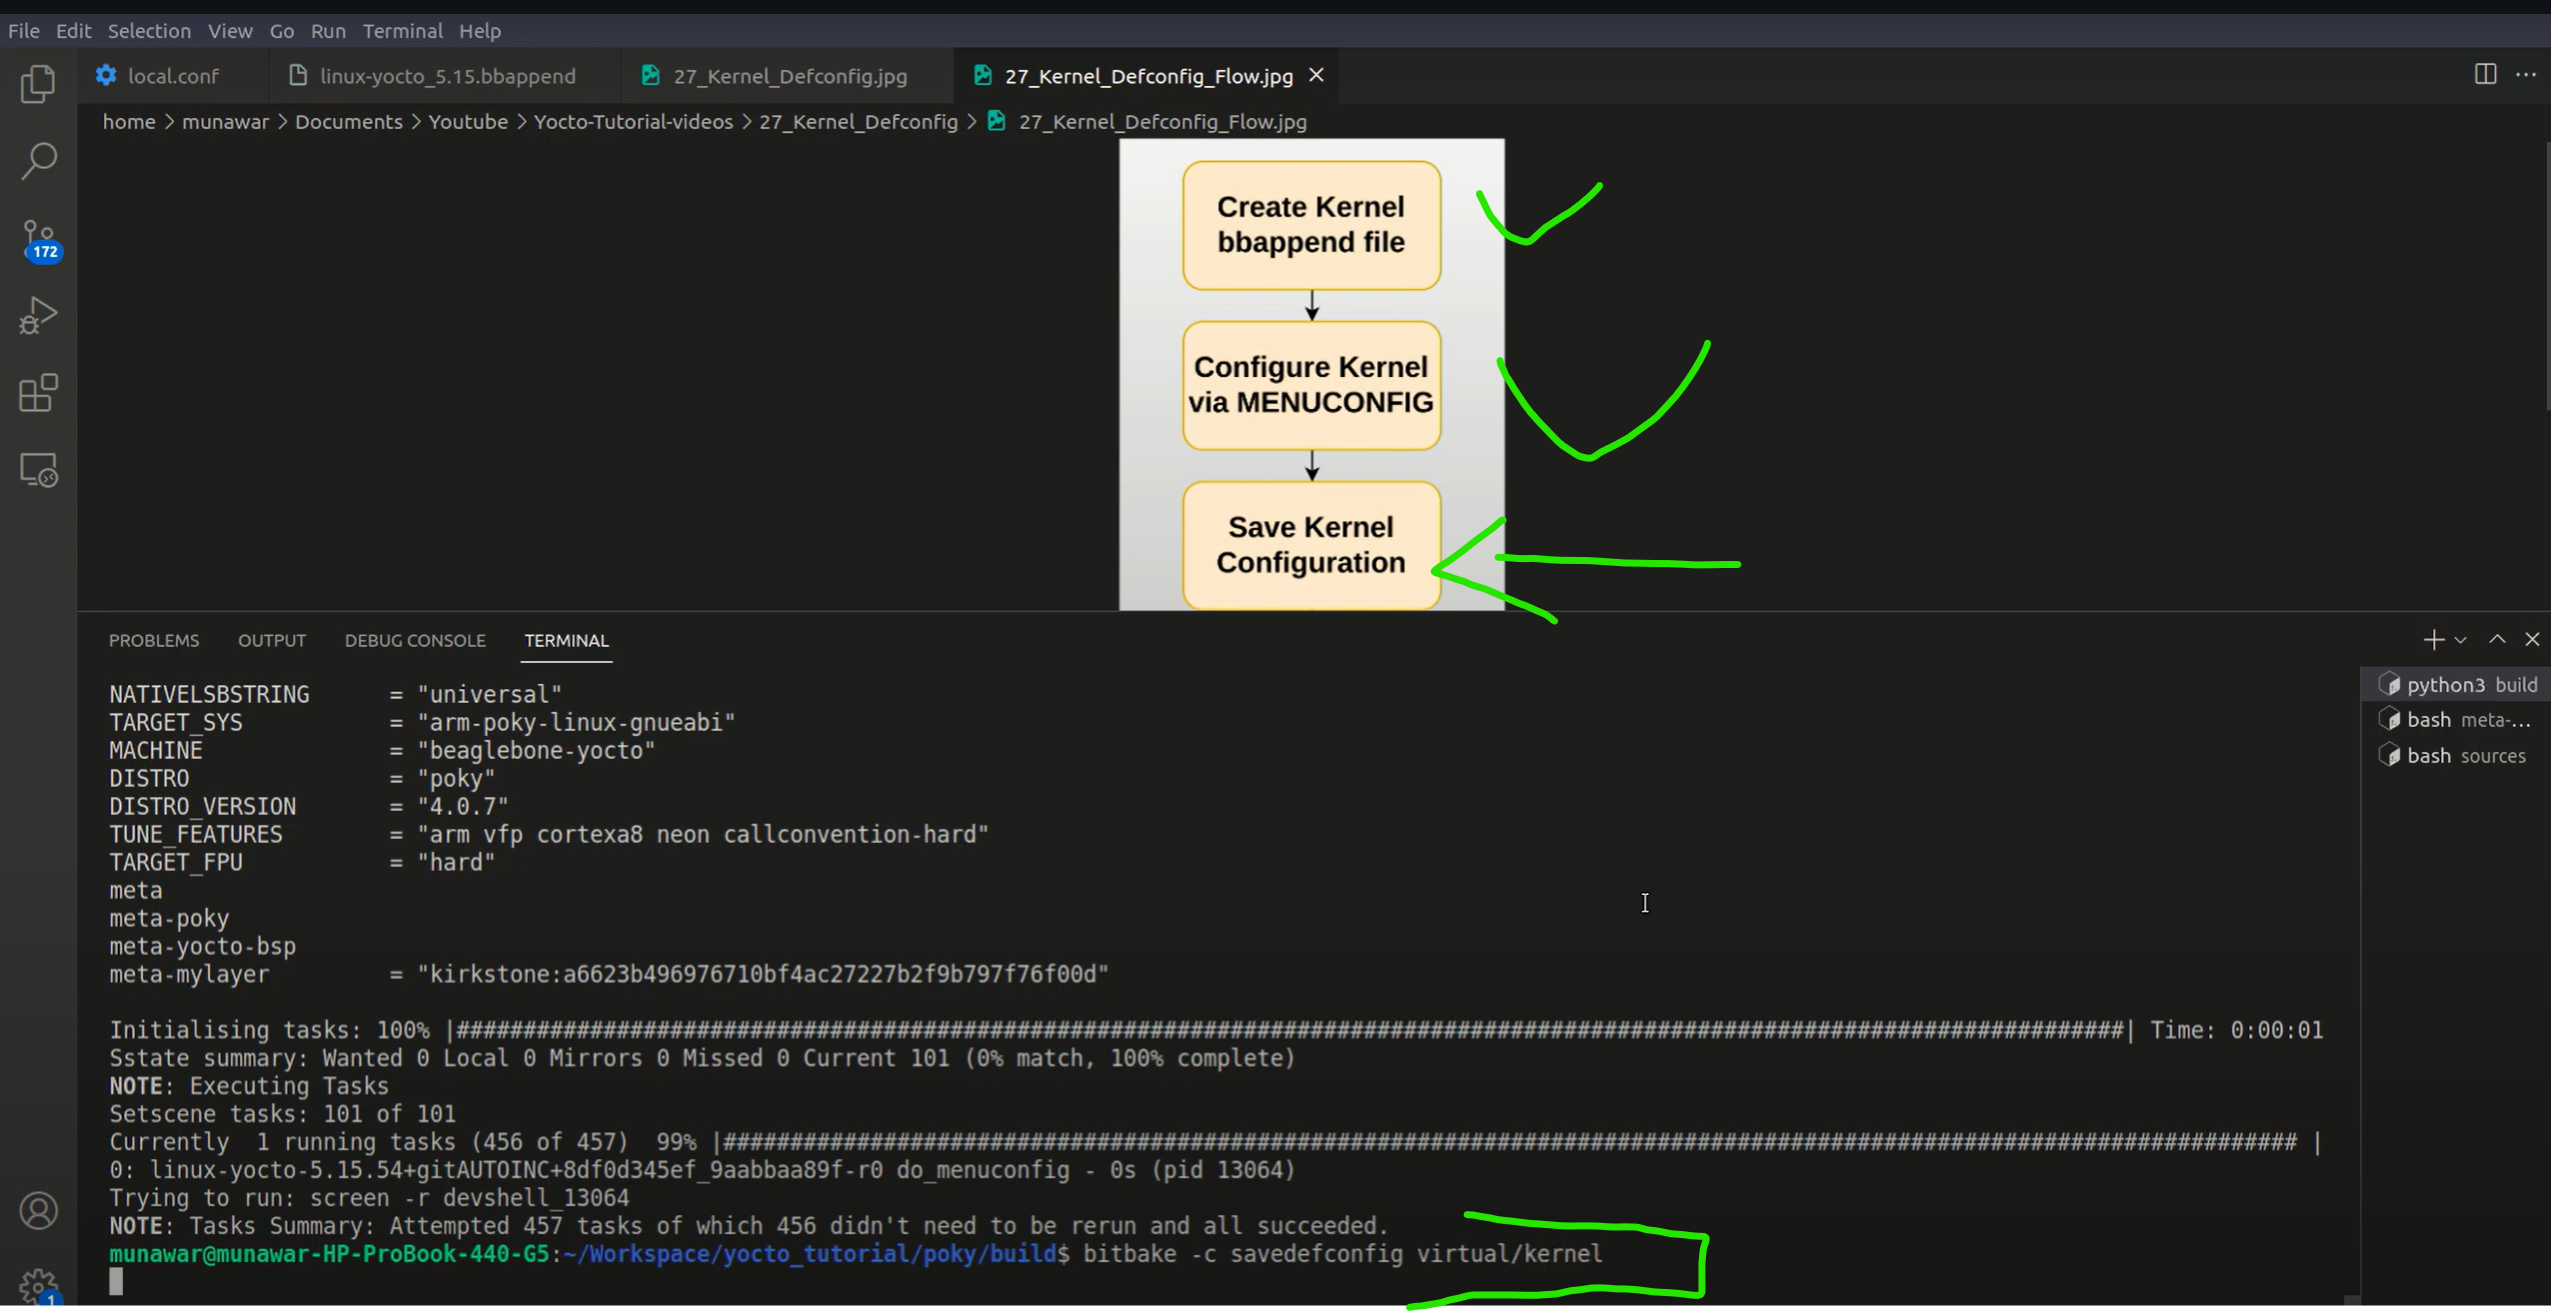 File Edit Selection View Go Run Terminal Help
local.conf linux-yocto_5.15.bbappend 27_Kernel_Defconfig.jpg 27_Kernel_Defconfig_Flow.jpg
home > munawar > Documents > Youtube > Yocto-Tutorial-videos > 27_Kernel_Defconfig > 27_Kernel_Defconfig_Flow.jpg
172
Create Kernel
bbappend file
Configure Kernel
via MENUCONFIG
Save Kernel
Configuration
PROBLEMS OUTPUT DEBUG CONSOLE TERMINAL
NATIVELSBSTRING = "universal"
TARGET_SYS = "arm-poky-linux-gnueabi"
MACHINE = "beaglebone-yocto"
DISTRO = "poky"
DISTRO_VERSION = "4.0.7"
TUNE_FEATURES = "arm vfp cortexa8 neon callconvention-hard"
TARGET_FPU = "hard"
meta
meta-poky
meta-yocto-bsp
meta-mylayer = "kirkstone:a6623b496976710bf4ac27227b2f9b797f76f00d"
Initialising tasks: 100% |#############################################################################################################################| Time: 0:00:01
Sstate summary: Wanted 0 Local 0 Mirrors 0 Missed 0 Current 101 (0% match, 100% complete)
NOTE: Executing Tasks
Setscene tasks: 101 of 101
Currently 1 running tasks (456 of 457) 99% |###################################################################################################################### |
0: linux-yocto-5.15.54+gitAUTOINC+8df0d345ef_9aabbaa89f-r0 do_menuconfig - 0s (pid 13064)
Trying to run: screen -r devshell_13064
NOTE: Tasks Summary: Attempted 457 tasks of which 456 didn't need to be rerun and all succeeded.
munawar@munawar-HP-ProBook-440-G5:~/Workspace/yocto_tutorial/poky/build$ bitbake -c savedefconfig virtual/kernel
python3 build
bash meta-...
bash sources
1